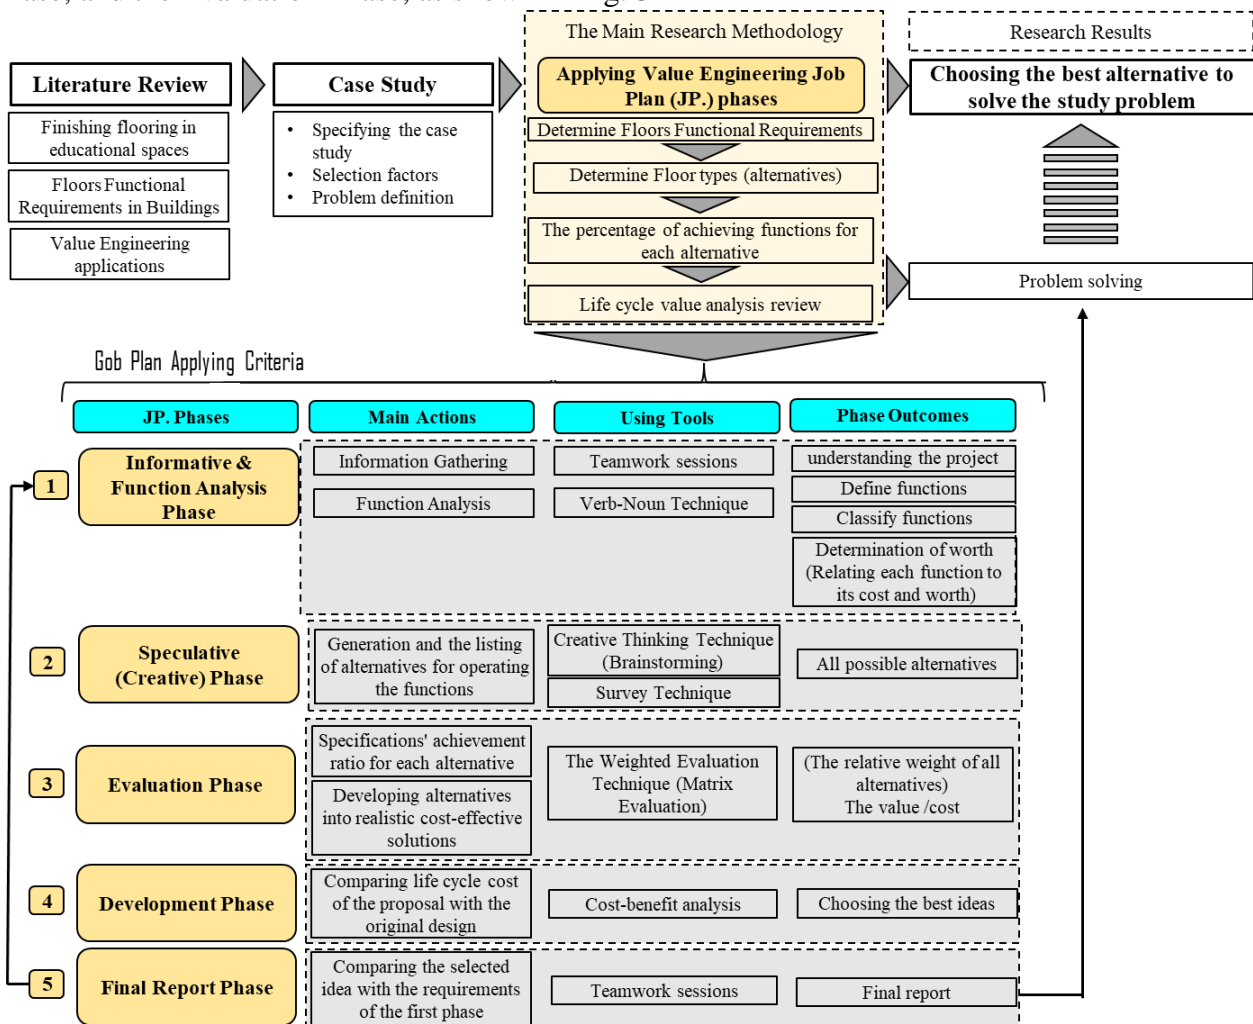 The Main Research Methodology
Research Results
Literature Review
Case Study
Applying Value Engineering Job
Plan (JP.) phases
Choosing the best alternative to
solve the study problem
Finishing flooring in
educational spaces
Floors Functional
Requirements in Buildings
Value Engineering
applications
• Specifying the case
study
• Selection factors
• Problem definition
Determine Floors Functional Requirements
Determine Floor types (alternatives)
The percentage of achieving functions for
each alternative
Life cycle value analysis review
Problem solving
Gob Plan Applying Criteria
JP. Phases
Main Actions
Using Tools
Phase Outcomes
1
Informative &
Function Analysis
Phase
Information Gathering
Function Analysis
Teamwork sessions
Verb-Noun Technique
understanding the project
Define functions
Classify functions
Determination of worth
(Relating each function to
its cost and worth)
2
Speculative
(Creative) Phase
Generation and the listing
of alternatives for operating
the functions
Creative Thinking Technique
(Brainstorming)
Survey Technique
All possible alternatives
3
Evaluation Phase
Specifications' achievement
ratio for each alternative
Developing alternatives
into realistic cost-effective
solutions
The Weighted Evaluation
Technique (Matrix
Evaluation)
(The relative weight of all
alternatives)
The value /cost
4
Development Phase
Comparing life cycle cost
of the proposal with the
original design
Cost-benefit analysis
Choosing the best ideas
5
Final Report Phase
Comparing the selected
idea with the requirements
of the first phase
Teamwork sessions
Final report